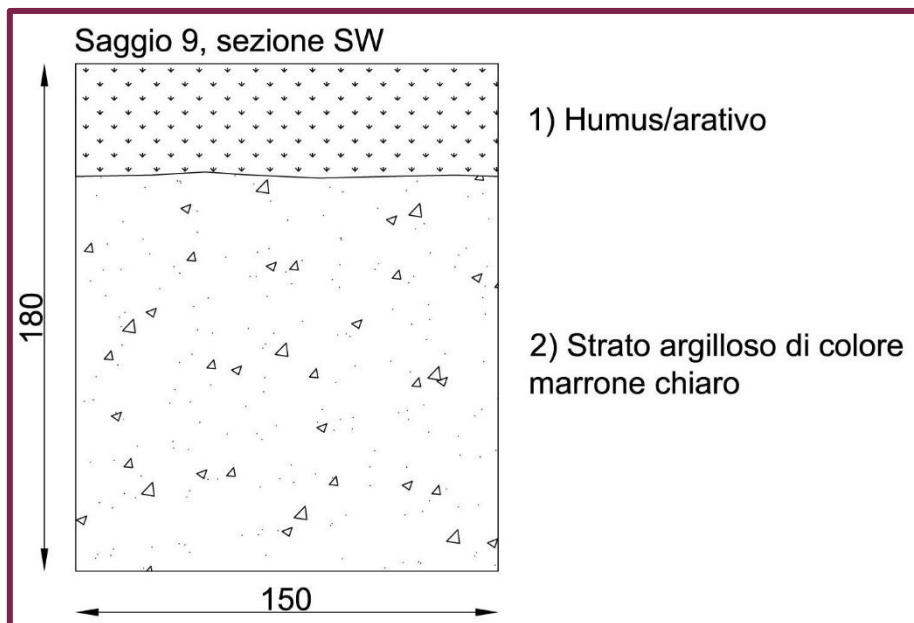 Saggio 9, sezione SW
1) Humus/arativo
180
2) Strato argilloso di colore
marrone chiaro
150